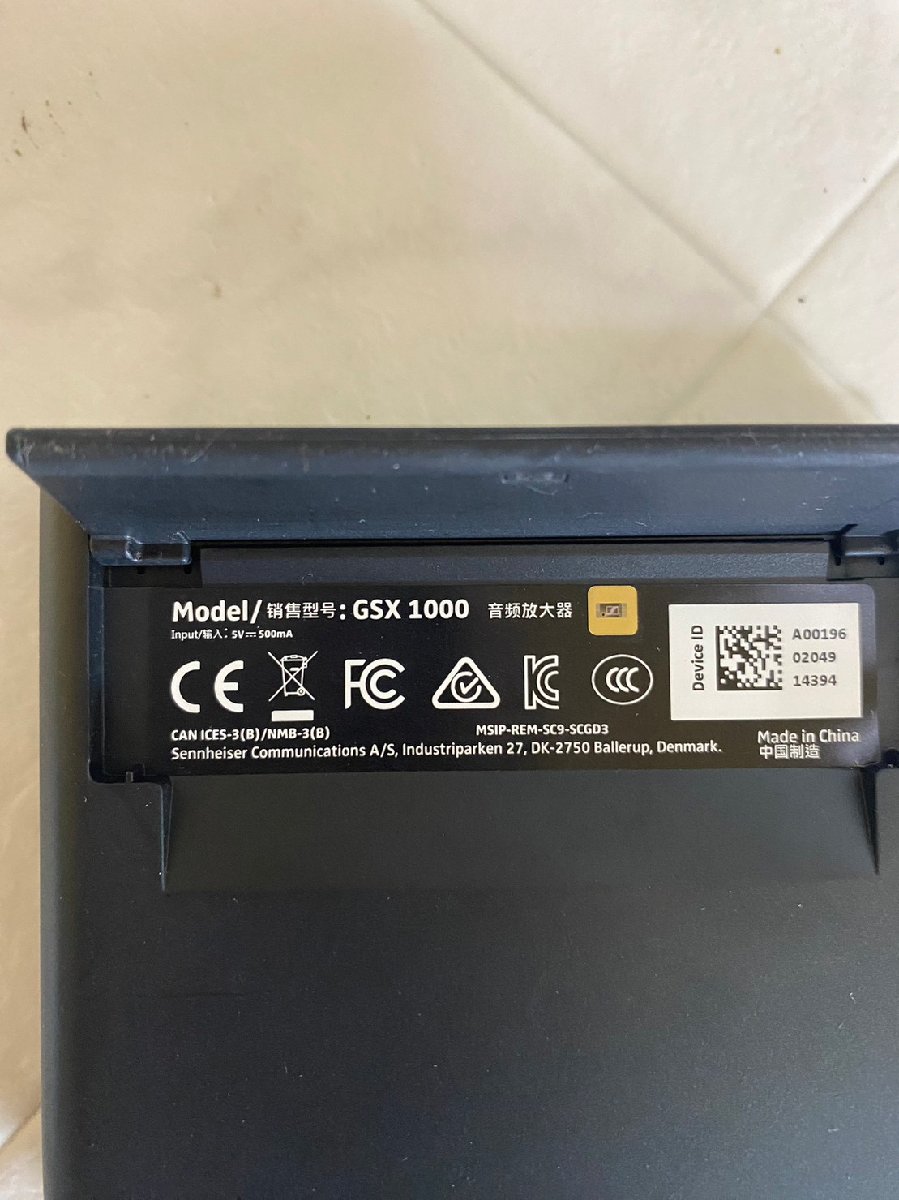 Model/销售型号: GSX 1000 音频放大器
Input/输入: 5V⎓500mA
Device ID
A00196
02049
14394
CE
FC
CCC
CAN ICES-3(B)/NMB-3(B)
MSIP-REM-SC9-SCGD3
Sennheiser Communications A/S, Industriparken 27, DK-2750 Ballerup, Denmark.
Made in China
中国制造